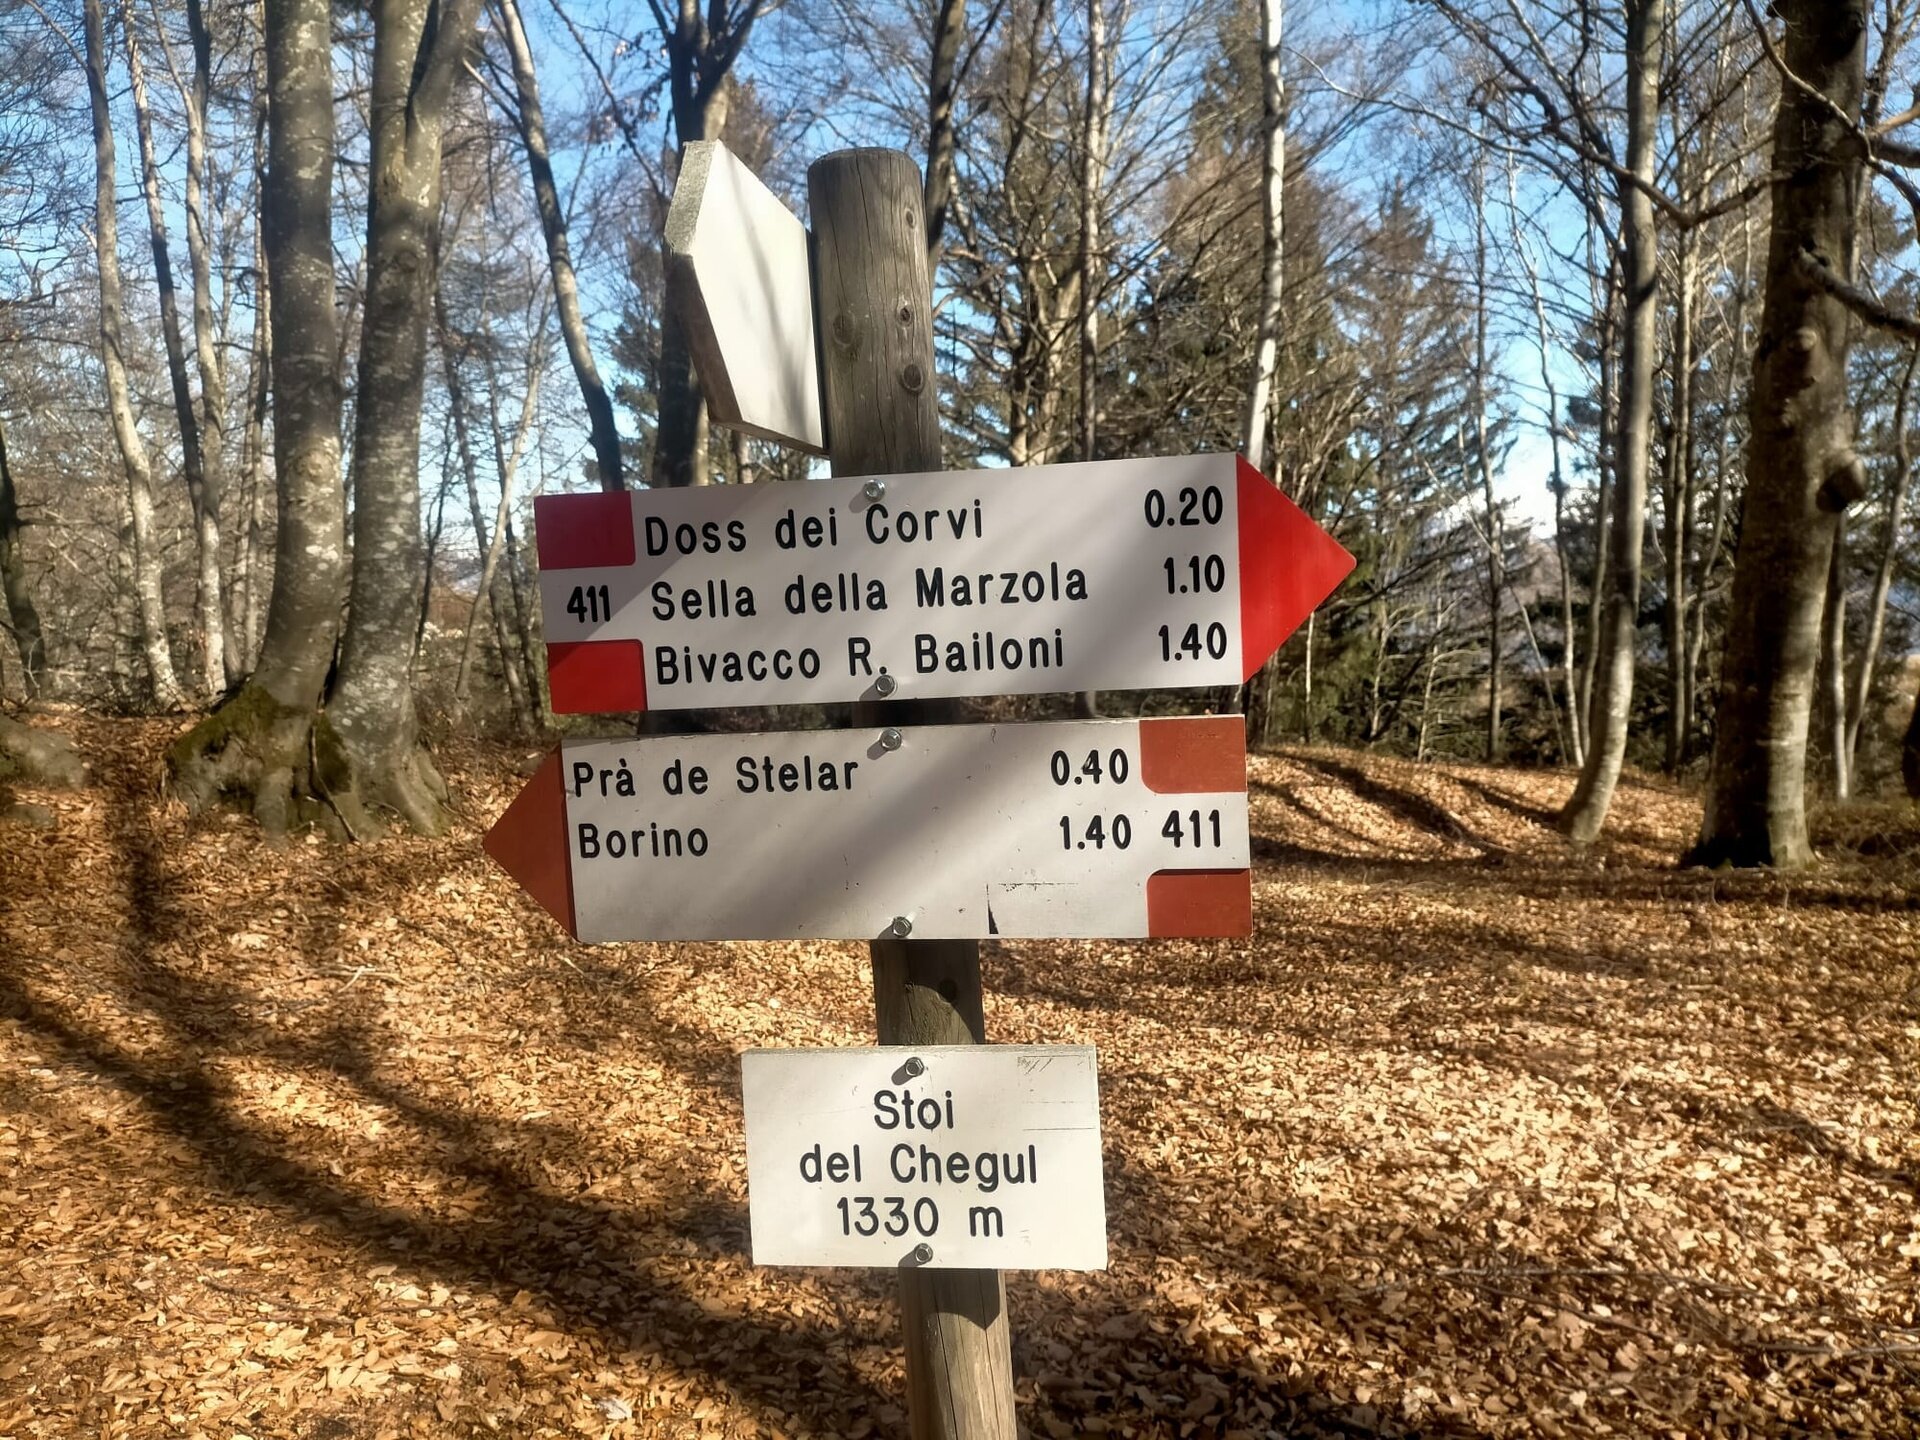 Doss dei Corvi 0.20
411 Sella della Marzola 1.10
Bivacco R. Bailoni 1.40
Prà de Stelar 0.40
Borino 1.40 411
Stoi
del Chegul
1330 m